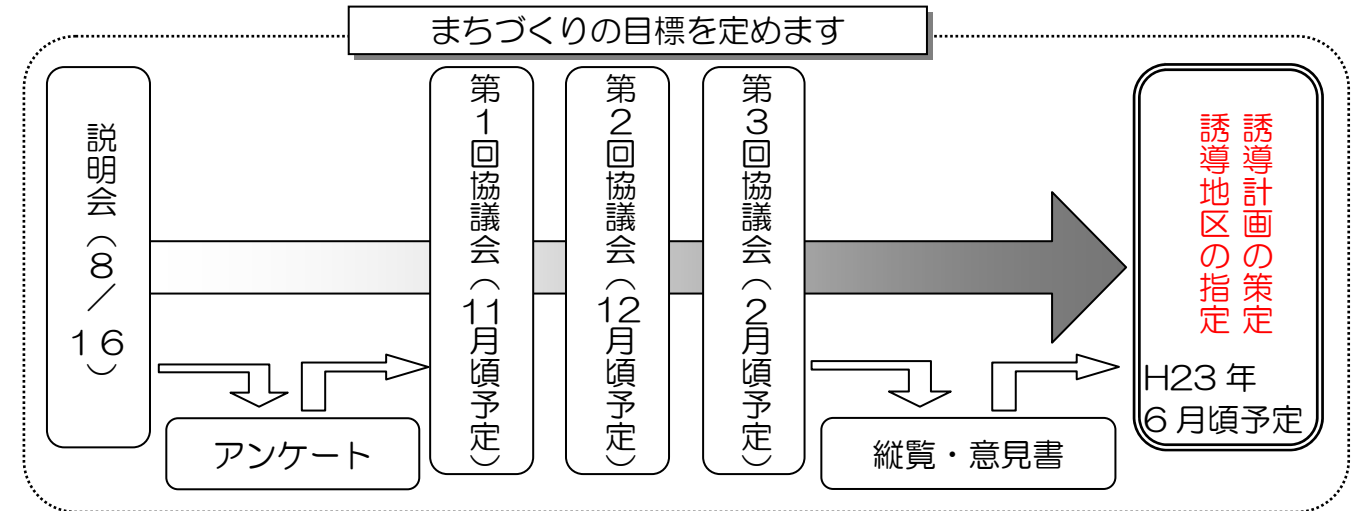 まちづくりの目標を定めます
説明会（8／16）
アンケート
第1回協議会（11月頃予定）
第2回協議会（12月頃予定）
第3回協議会（2月頃予定）
縦覧・意見書
誘導計画の策定
誘導地区の指定
H23年
6月頃予定